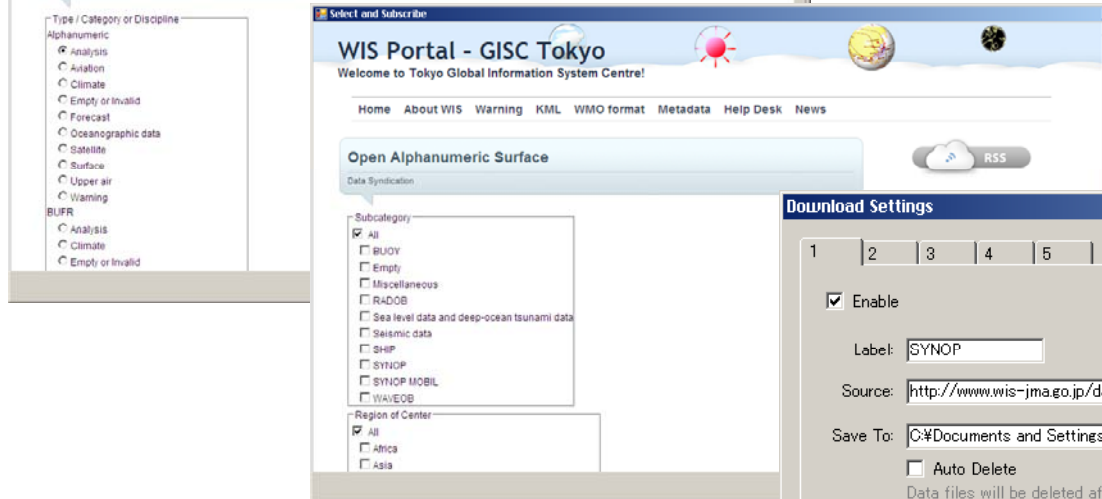 Type / Category or Discipline
Alphanumeric
Analysis
Aviation
Climate
Empty or Invalid
Forecast
Oceanographic data
Satellite
Surface
Upper air
Warning
BUFR
Analysis
Climate
Empty or Invalid
Select and Subscribe
WIS Portal - GISC Tokyo
Welcome to Tokyo Global Information System Centre!
Home About WIS Warning KML WMO format Metadata Help Desk News
Open Alphanumeric Surface
Data Syndication
RSS
Subcategory
All
BUOY
Empty
Miscellaneous
RADOB
Sea level data and deep-ocean tsunami data
Seismic data
SHIP
SYNOP
SYNOP MOBIL
WAVEOB
Region of Center
All
Africa
Asia
Download Settings
1 2 3 4 5
Enable
Label: SYNOP
Source: http://www.wis-jma.go.jp/d
Save To: C:¥Documents and Settings
Auto Delete
Data files will be deleted af